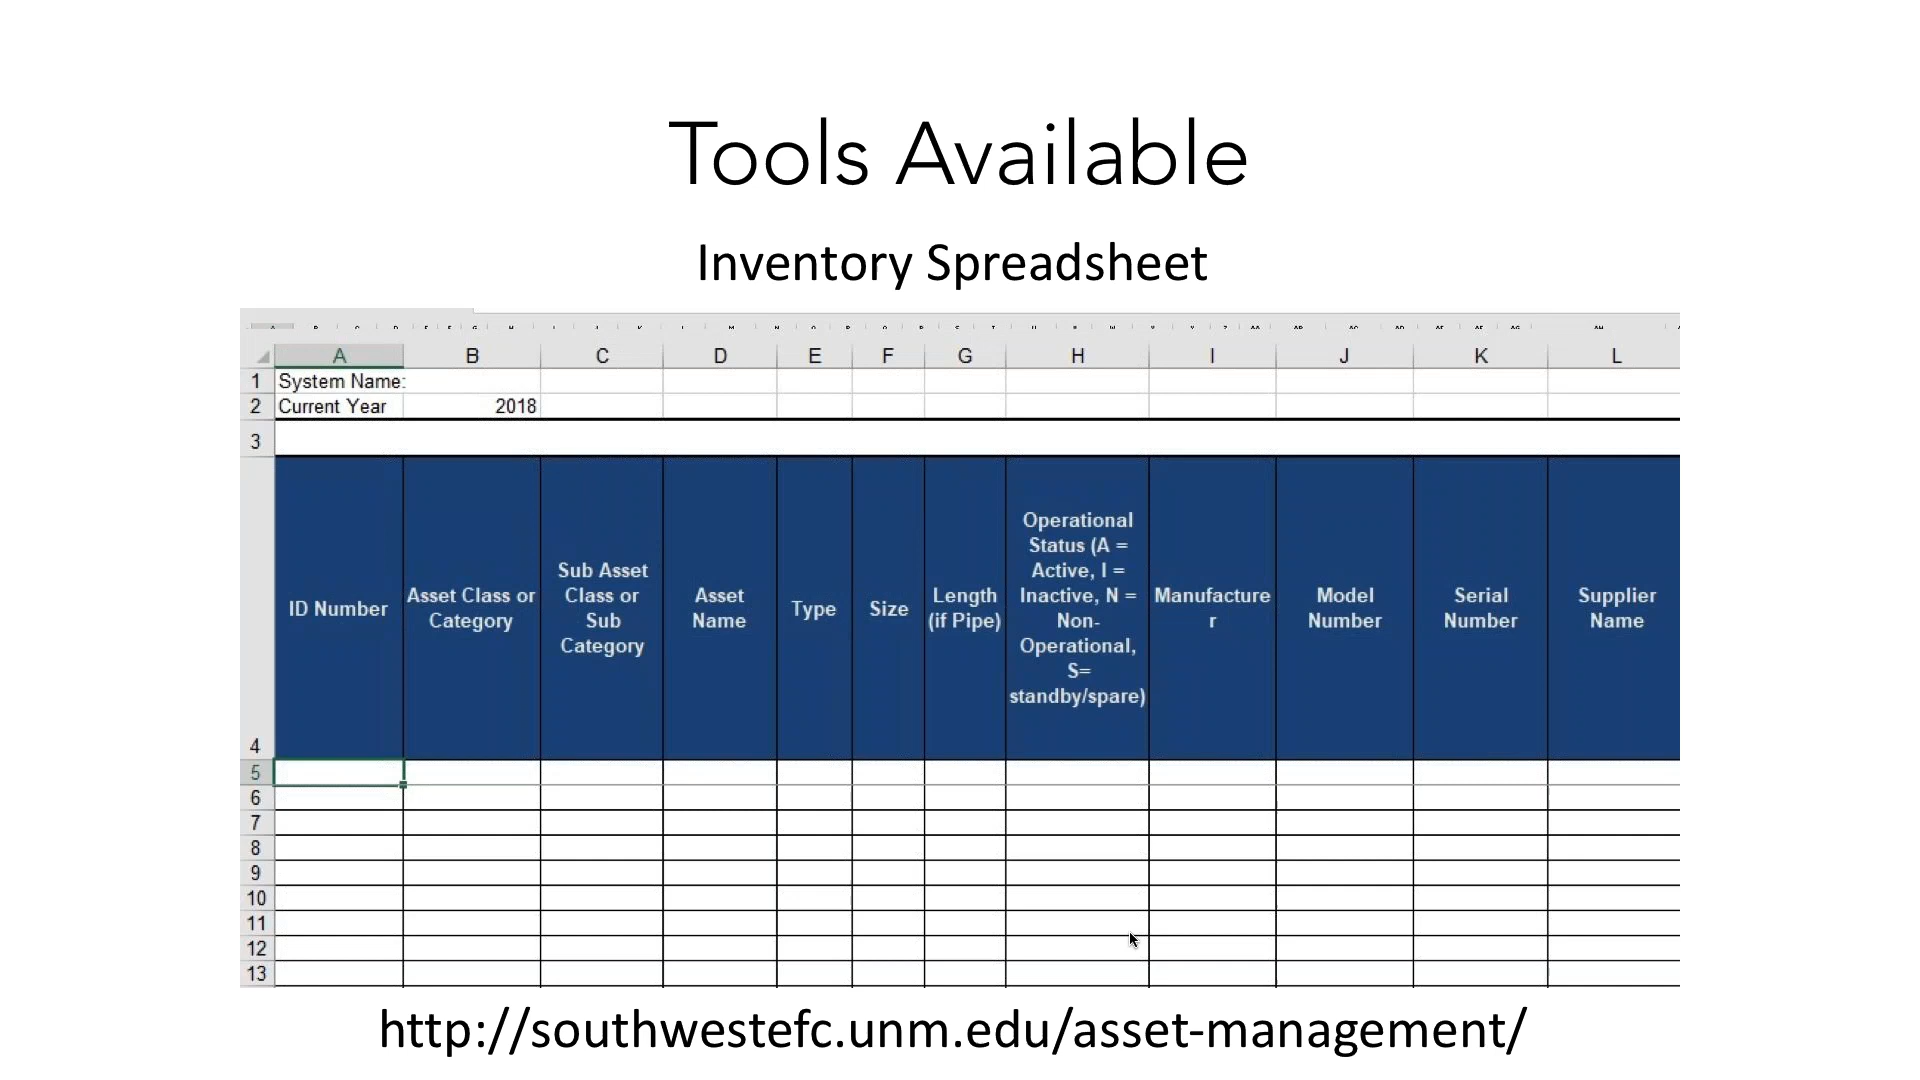 Tools Available
Inventory Spreadsheet
A B C D E F G H I J K L
1 System Name:
2 Current Year 2018
3
4
ID Number
Asset Class or
Category
Sub Asset
Class or
Sub
Category
Asset
Name
Type
Size
Length
(if Pipe)
Operational
Status (A =
Active, I =
Inactive, N =
Non-
Operational,
S=
standby/spare)
Manufacture
r
Model
Number
Serial
Number
Supplier
Name
5
6
7
8
9
10
11
12
13
http://southwestefc.unm.edu/asset-management/